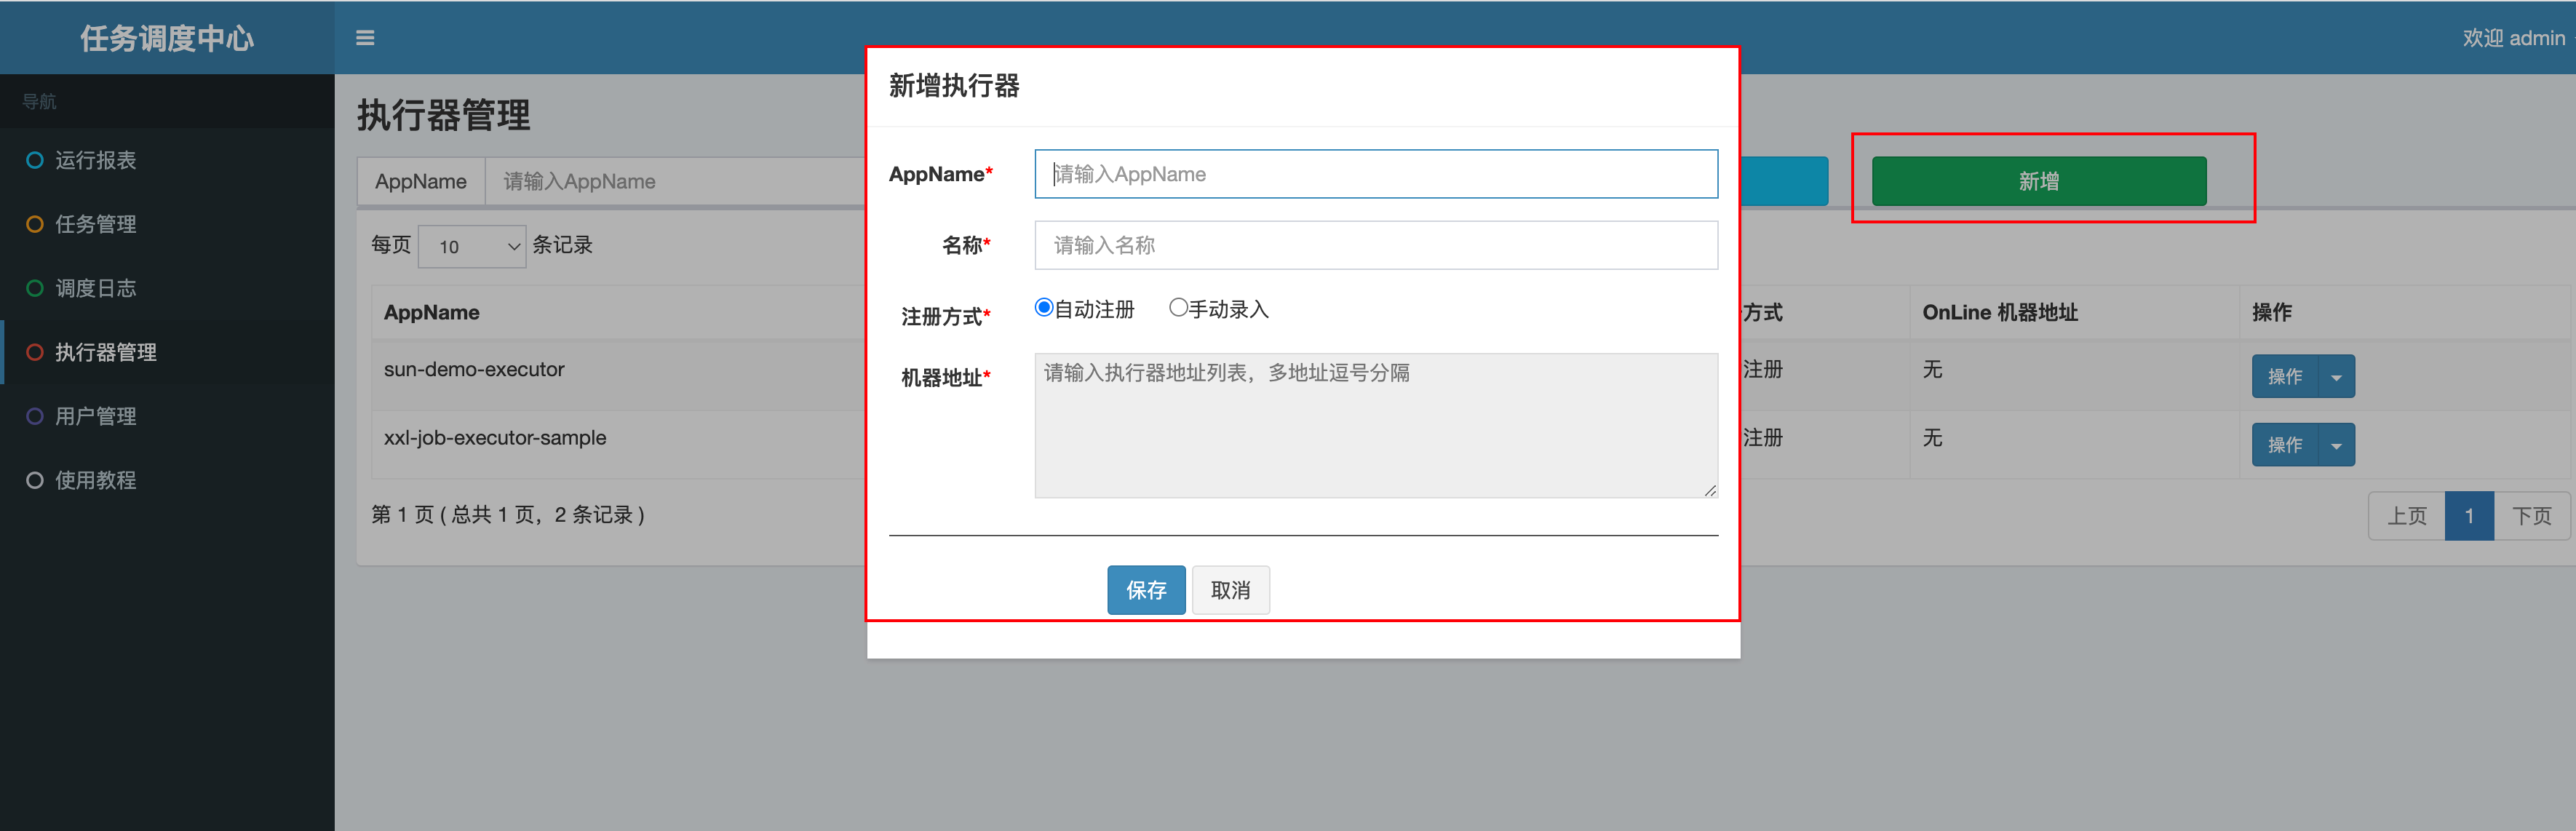 任务调度中心
欢迎 admin
导航
运行报表
任务管理
调度日志
执行器管理
用户管理
使用教程
执行器管理
AppName 请输入AppName
新增
每页 10 条记录
AppName 方式 OnLine 机器地址 操作
sun-demo-executor 注册 无 操作
xxl-job-executor-sample 注册 无 操作
第 1 页 ( 总共 1 页，2 条记录 )
上页 1 下页
新增执行器
AppName* 请输入AppName
名称* 请输入名称
注册方式* 自动注册 手动录入
机器地址* 请输入执行器地址列表，多地址逗号分隔
保存 取消